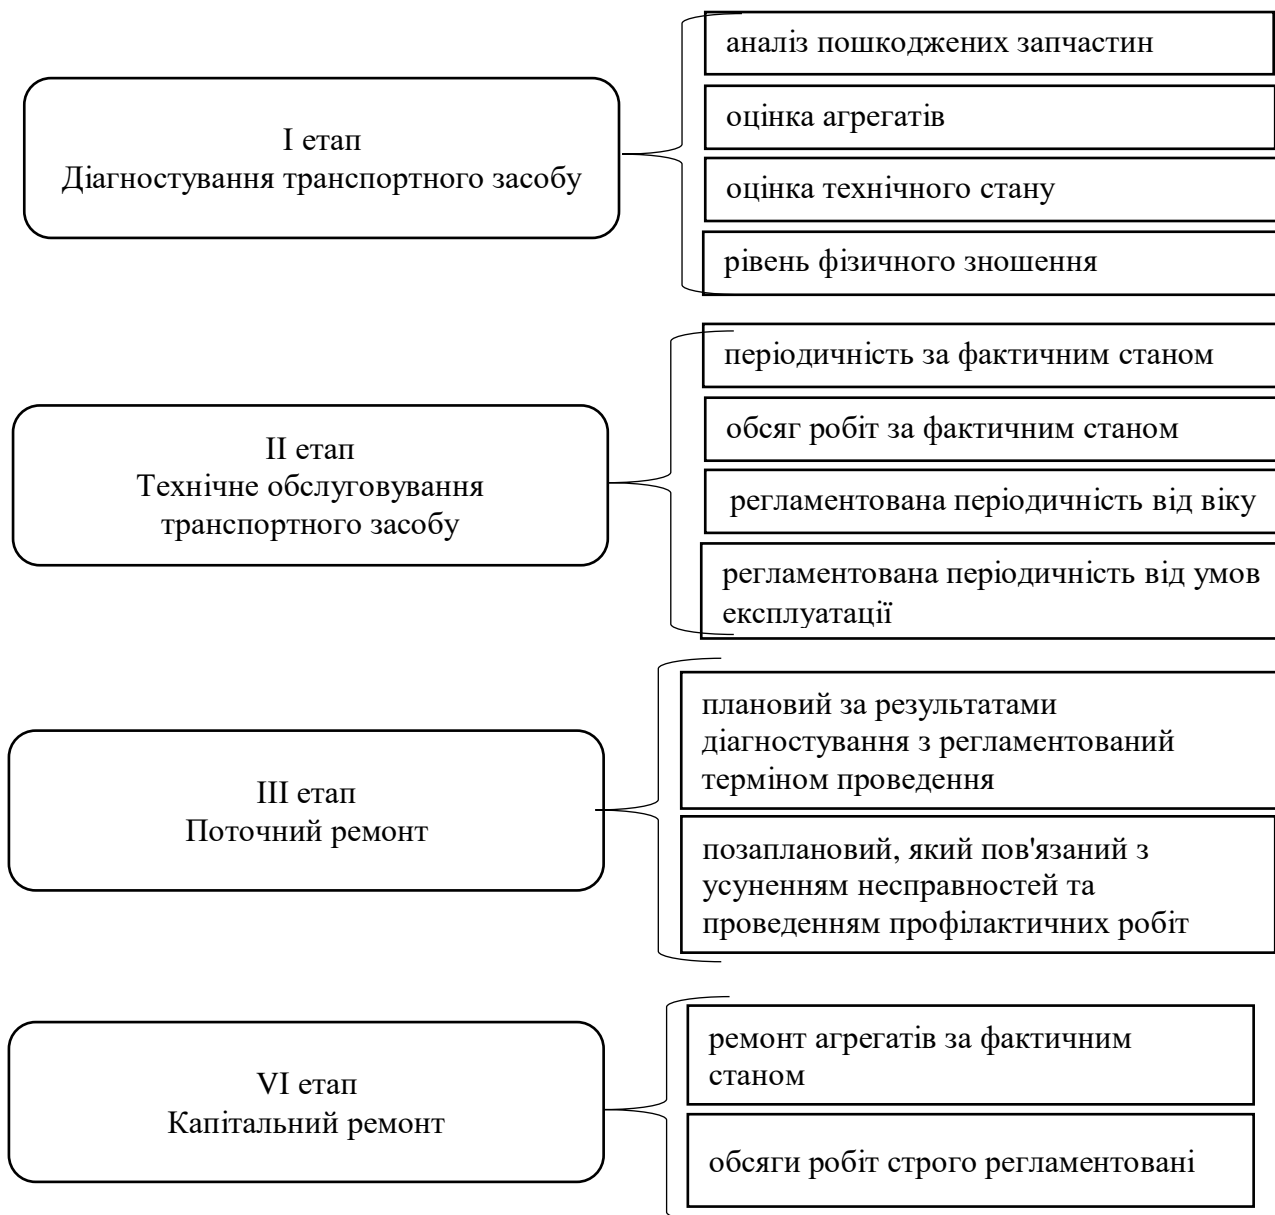 I етап
Діагностування транспортного засобу
аналіз пошкоджених запчастин
оцінка агрегатів
оцінка технічного стану
рівень фізичного зношення
II етап
Технічне обслуговування
транспортного засобу
періодичність за фактичним станом
обсяг робіт за фактичним станом
регламентована періодичність від віку
регламентована періодичність від умов
експлуатації
III етап
Поточний ремонт
плановий за результатами
діагностування з регламентований
терміном проведення
позаплановий, який пов'язаний з
усуненням несправностей та
проведенням профілактичних робіт
VI етап
Капітальний ремонт
ремонт агрегатів за фактичним
станом
обсяги робіт строго регламентовані